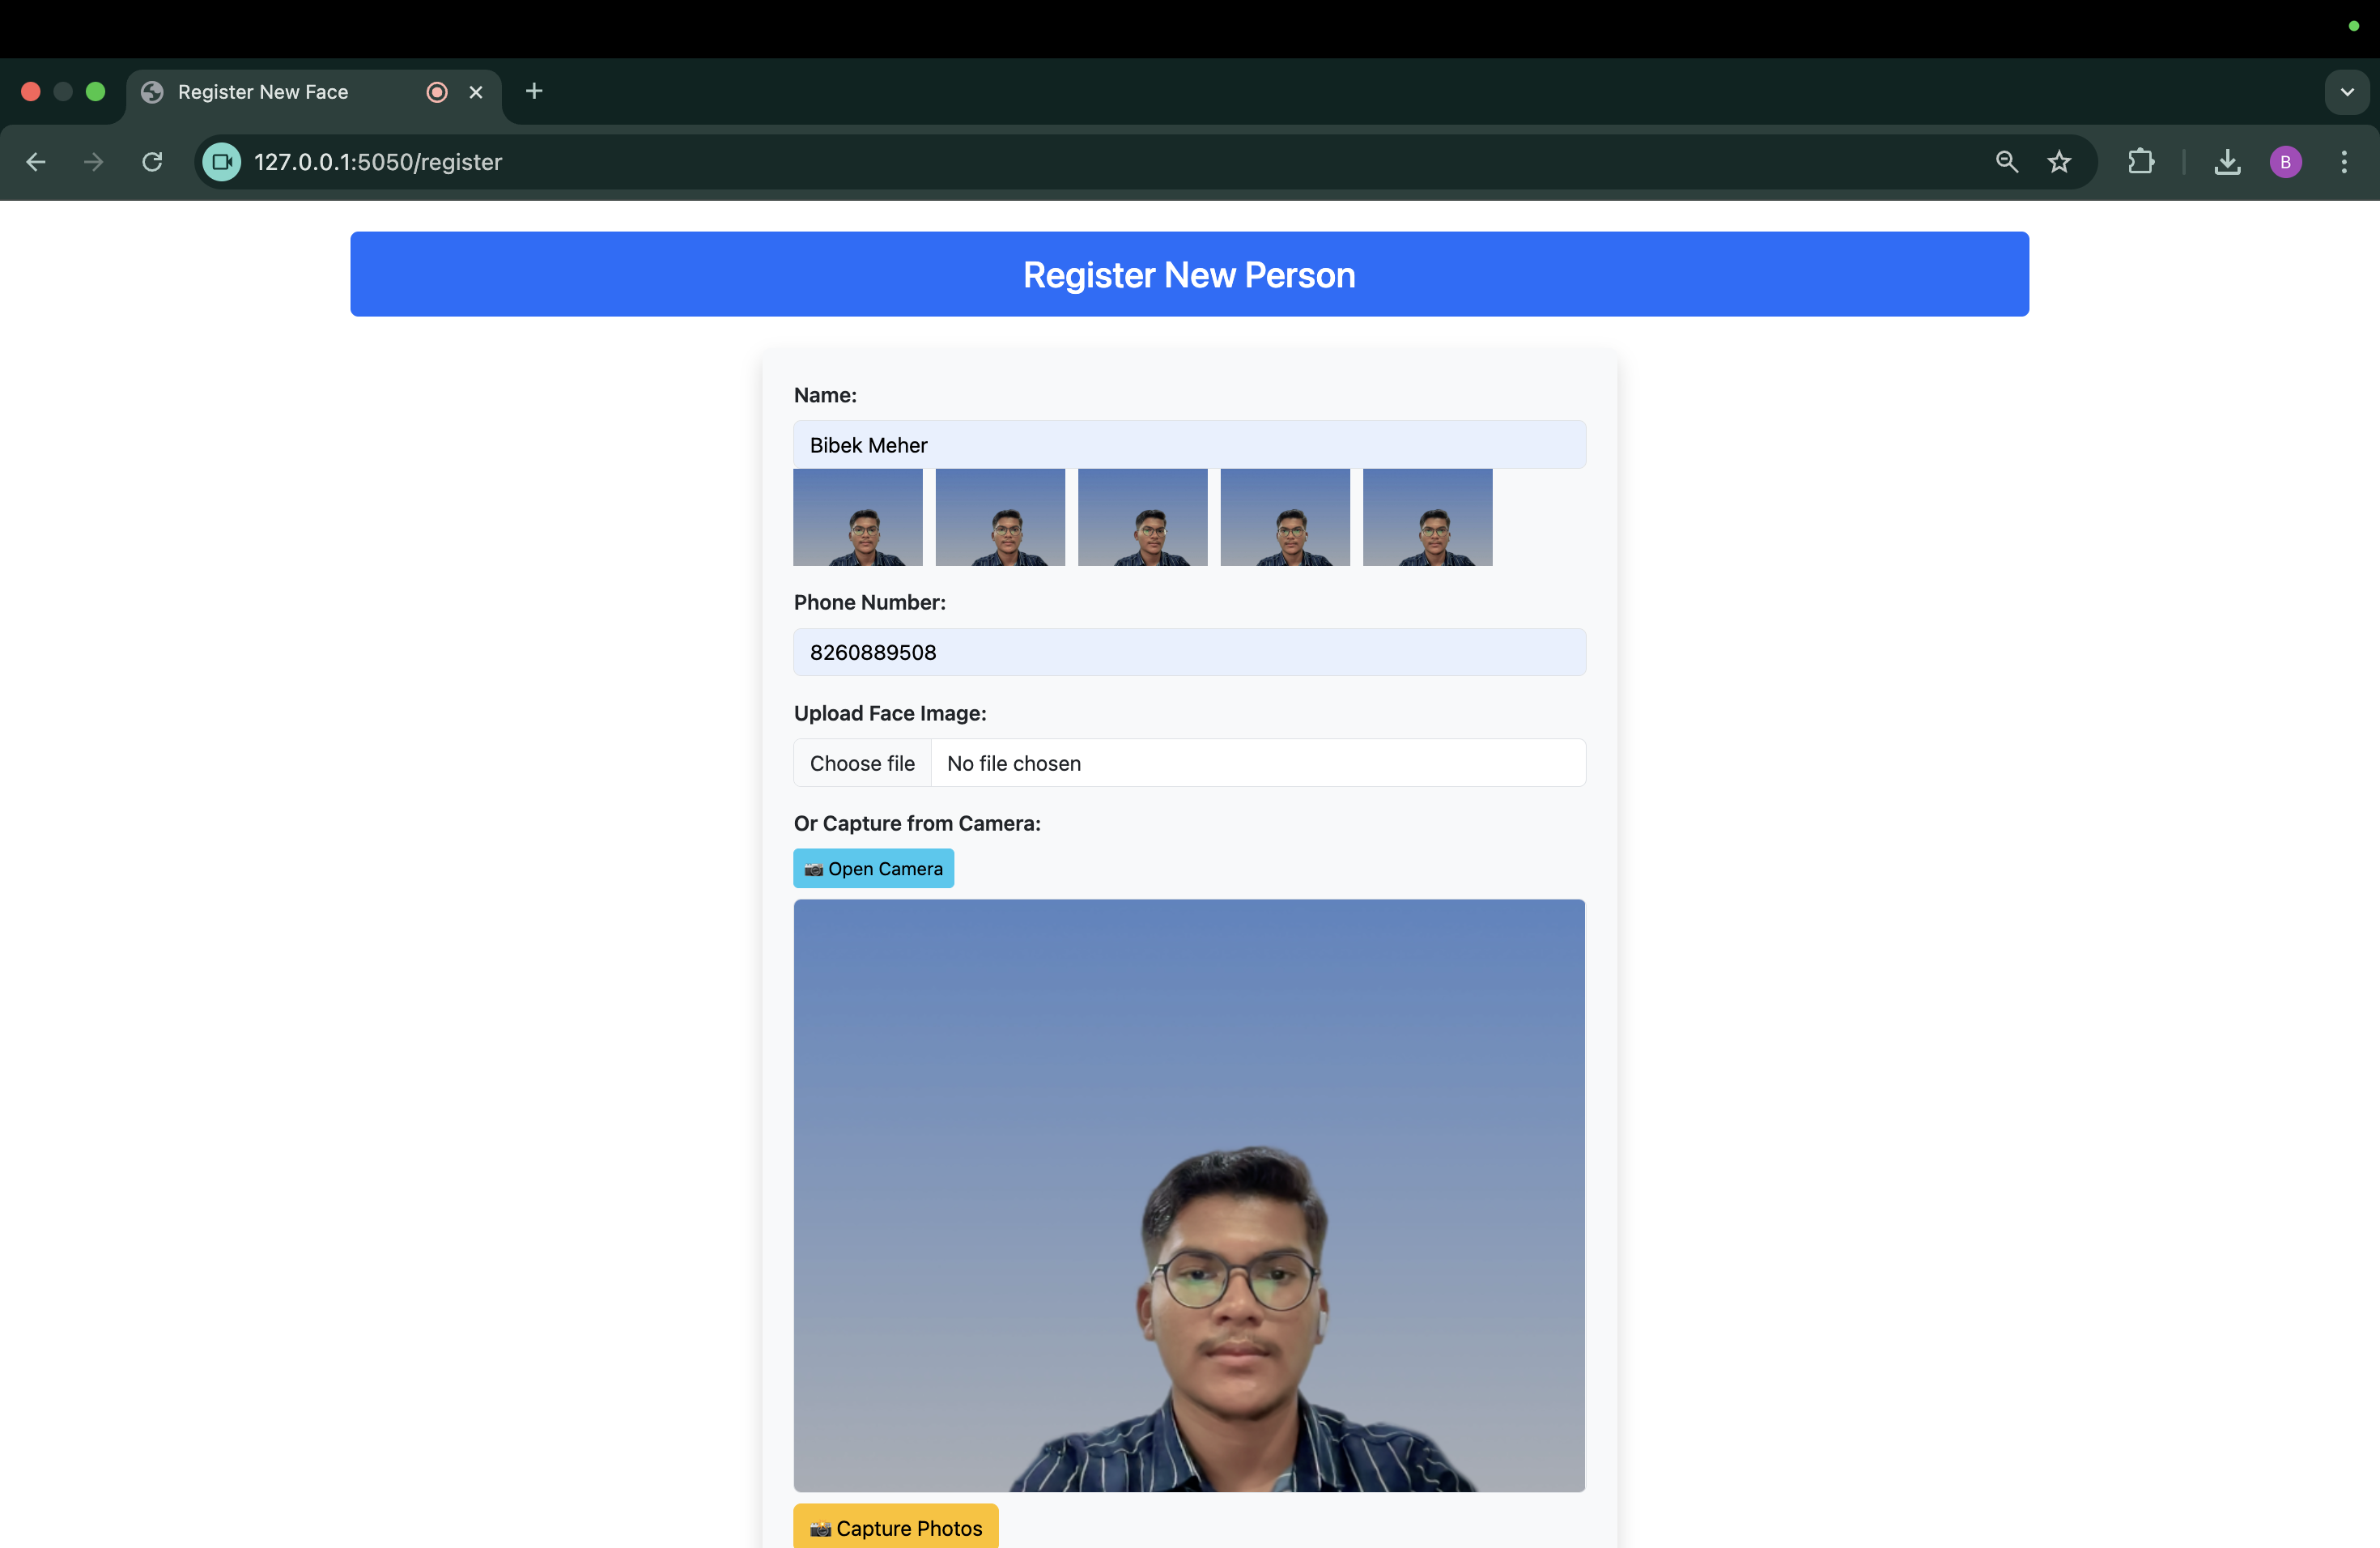 Register New Face
127.0.0.1:5050/register
B
Register New Person
Name:
Bibek Meher
Phone Number:
8260889508
Upload Face Image:
Choose file No file chosen
Or Capture from Camera:
📷 Open Camera
📸 Capture Photos